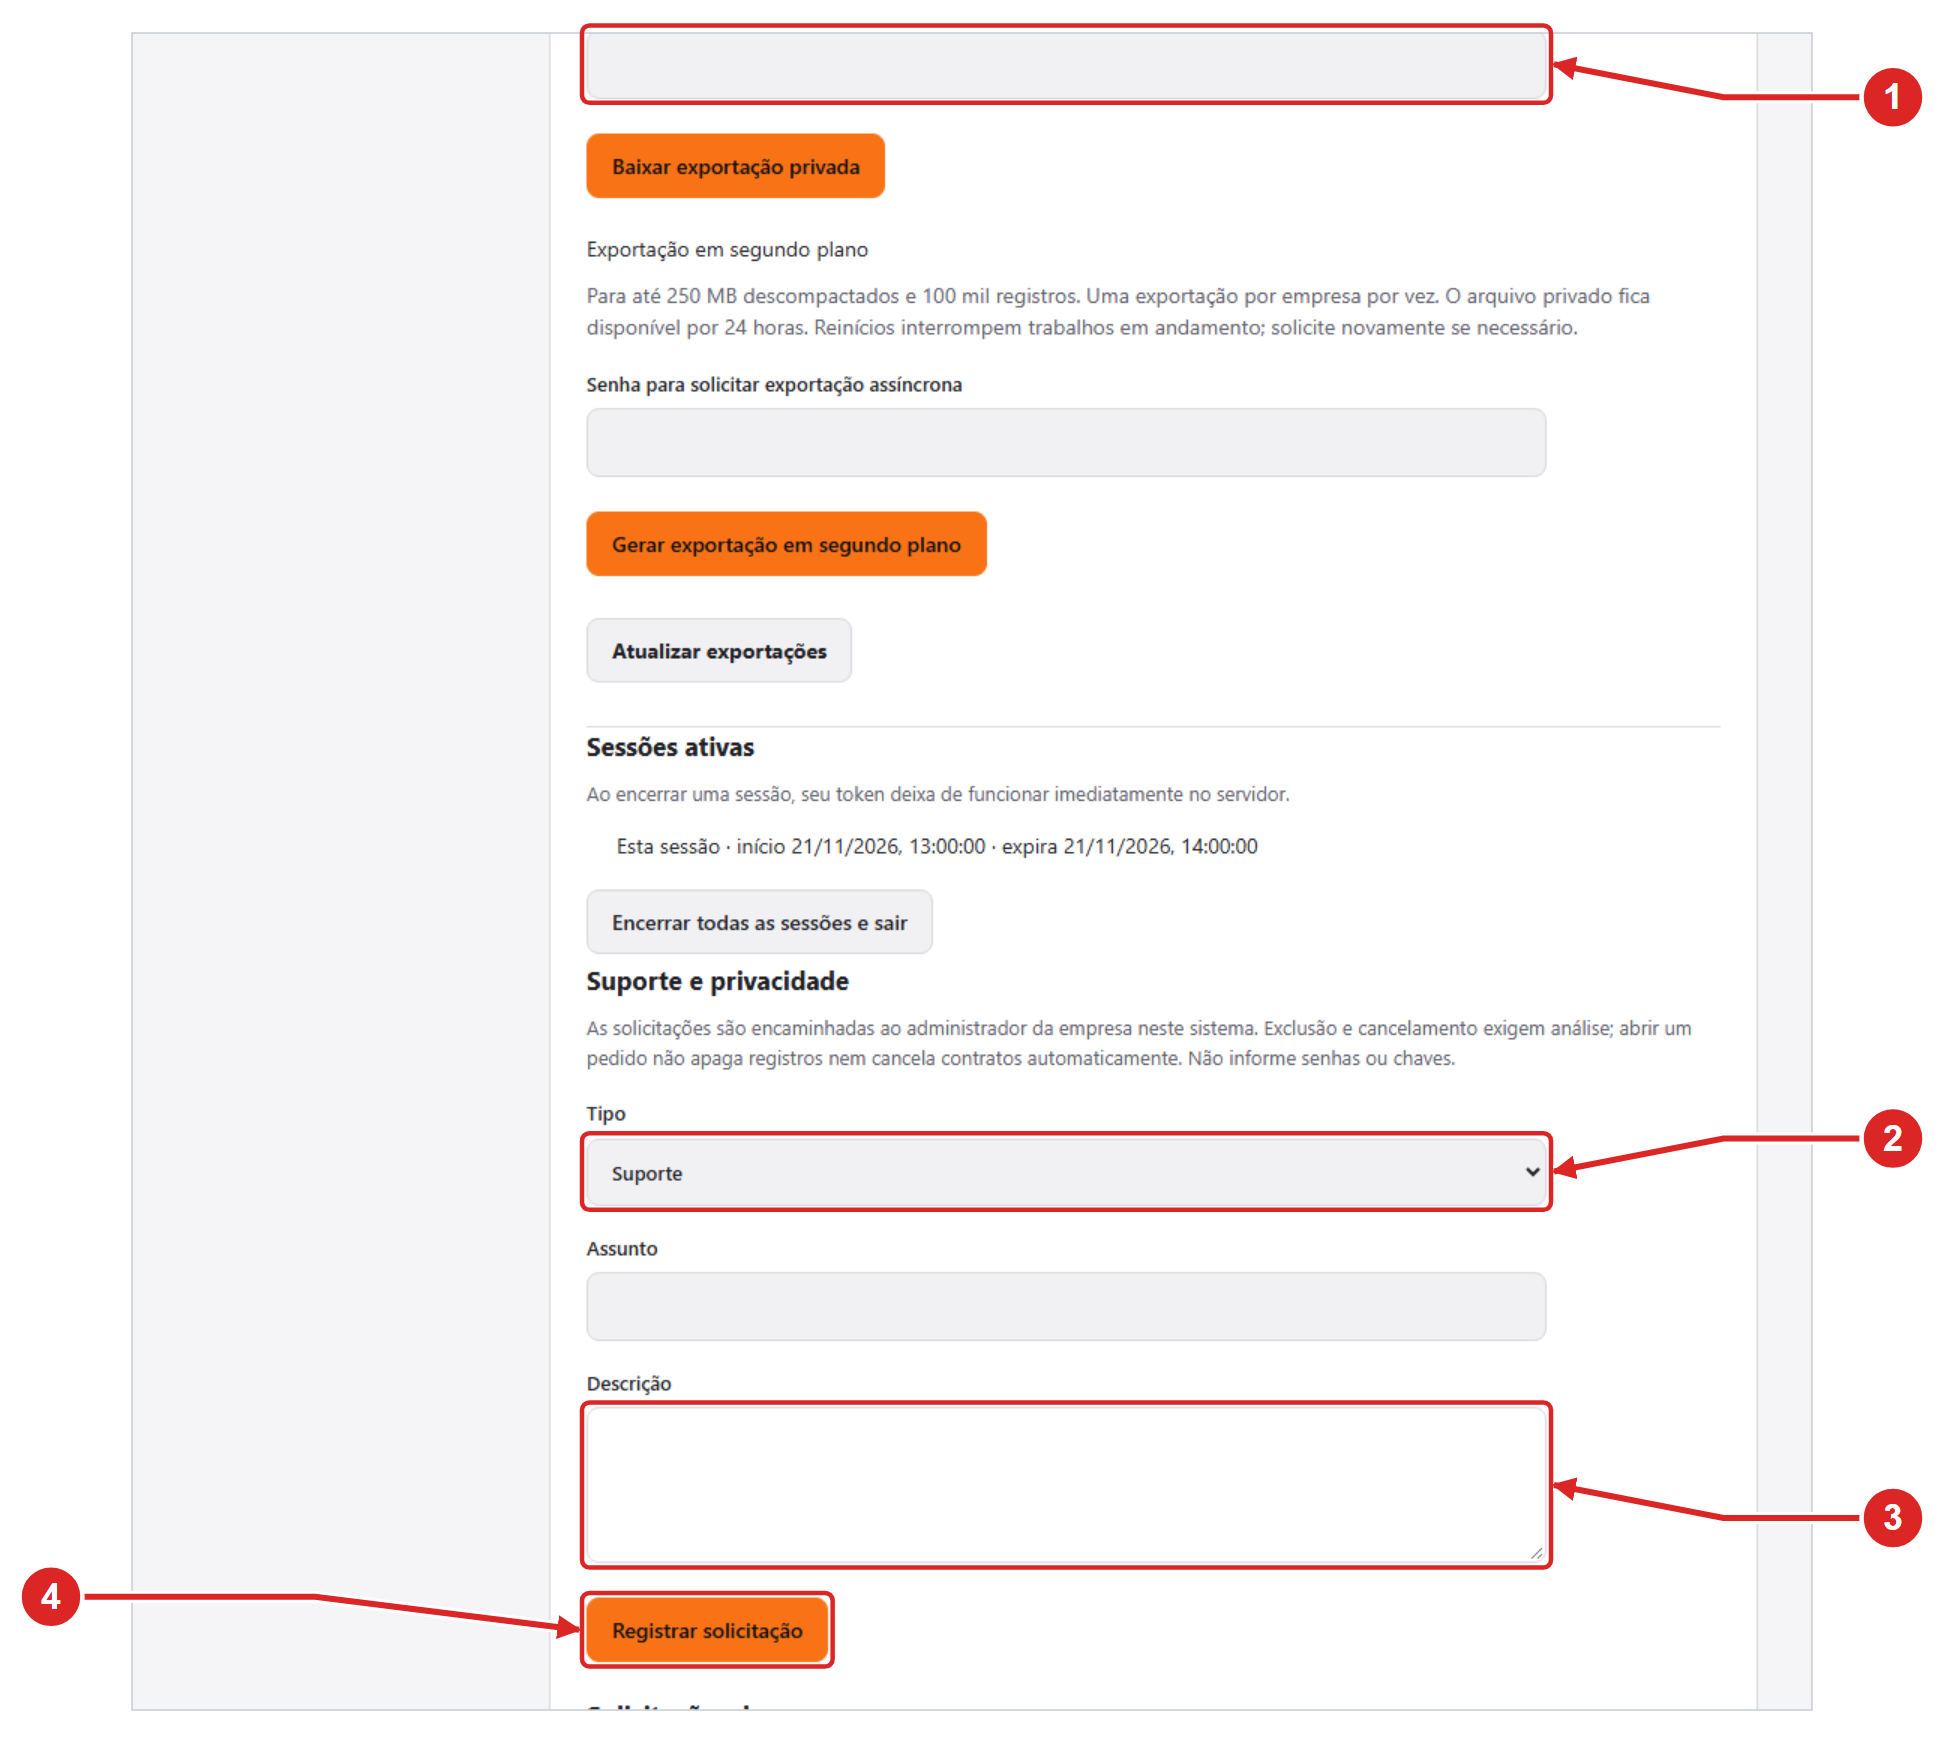 1
Baixar exportação privada
Exportação em segundo plano
Para até 250 MB descompactados e 100 mil registros. Uma exportação por empresa por vez. O arquivo privado fica
disponível por 24 horas. Reinícios interrompem trabalhos em andamento; solicite novamente se necessário.
Senha para solicitar exportação assíncrona
Gerar exportação em segundo plano
Atualizar exportações
Sessões ativas
Ao encerrar uma sessão, seu token deixa de funcionar imediatamente no servidor.
Esta sessão · início 21/11/2026, 13:00:00 · expira 21/11/2026, 14:00:00
Encerrar todas as sessões e sair
Suporte e privacidade
As solicitações são encaminhadas ao administrador da empresa neste sistema. Exclusão e cancelamento exigem análise; abrir um
pedido não apaga registros nem cancela contratos automaticamente. Não informe senhas ou chaves.
Tipo
2
Suporte
Assunto
Descrição
3
4
Registrar solicitação